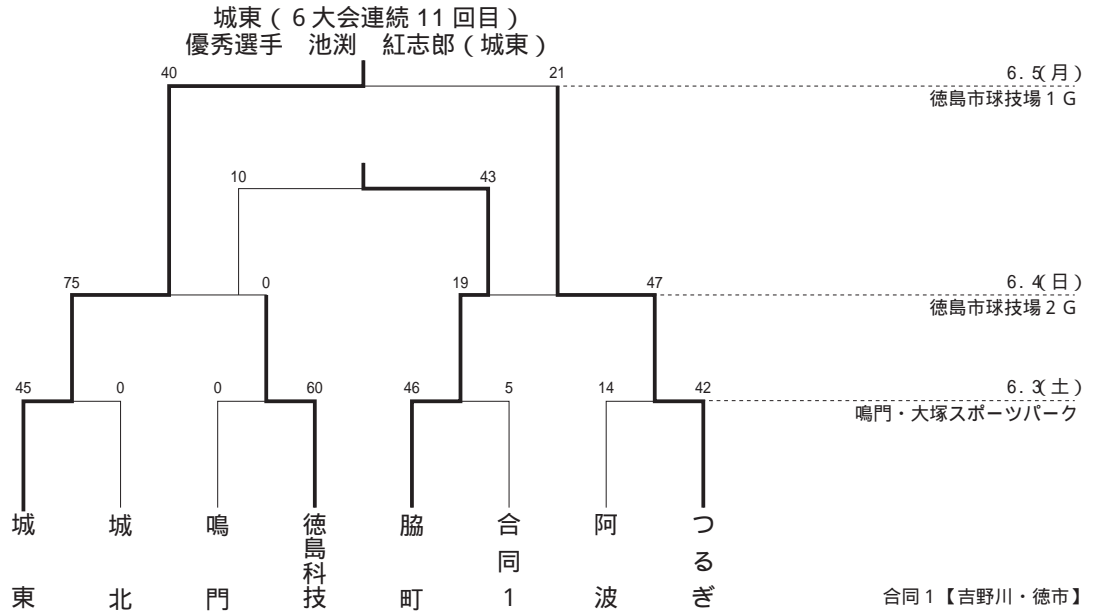 城東(6大会連続11回目)
優秀選手 池渕 紅志郎(城東)
40 21 6.5(月)
徳島市球技場1G
10 43
75 0 19 47 6.4(日)
徳島市球技場2G
45 0 0 60 46 5 14 42 6.3(土)
鳴門・大塚スポーツパーク
城東
城北
鳴門
徳島科技
脇町
合同1
阿波
つるぎ
合同1【吉野川・徳市】